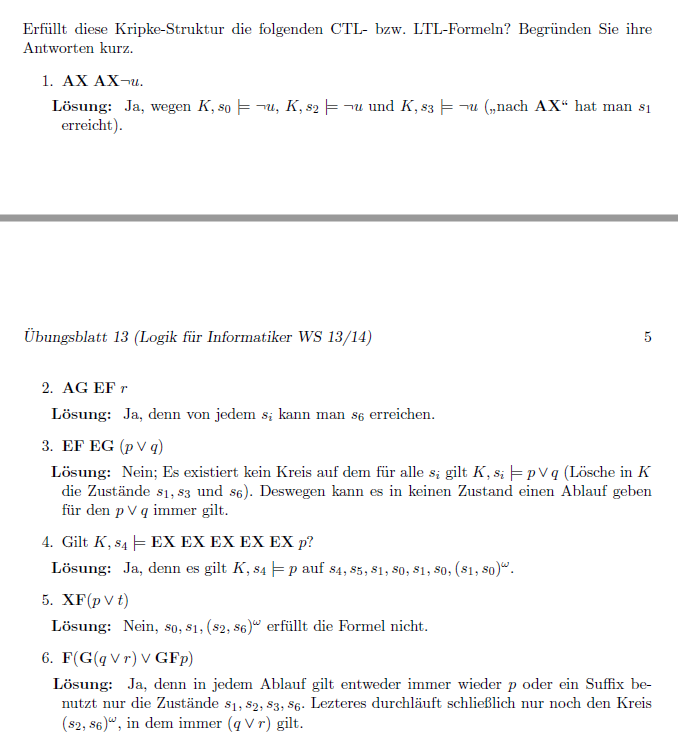 Erfüllt diese Kripke-Struktur die folgenden CTL- bzw. LTL-Formeln? Begründen Sie ihre
Antworten kurz.
1. AX AX¬u.
Lösung: Ja, wegen K, s₀ ⊨ ¬u, K, s₂ ⊨ ¬u und K, s₃ ⊨ ¬u („nach AX“ hat man s₁
erreicht).
Übungsblatt 13 (Logik für Informatiker WS 13/14) 5
2. AG EF r
Lösung: Ja, denn von jedem sᵢ kann man s₆ erreichen.
3. EF EG (p ∨ q)
Lösung: Nein; Es existiert kein Kreis auf dem für alle sᵢ gilt K, sᵢ ⊨ p ∨ q (Lösche in K
die Zustände s₁, s₃ und s₆). Deswegen kann es in keinen Zustand einen Ablauf geben
für den p ∨ q immer gilt.
4. Gilt K, s₄ ⊨ EX EX EX EX EX p?
Lösung: Ja, denn es gilt K, s₄ ⊨ p auf s₄, s₅, s₁, s₀, s₁, s₀, (s₁, s₀)^ω.
5. XF(p ∨ t)
Lösung: Nein, s₀, s₁, (s₂, s₆)^ω erfüllt die Formel nicht.
6. F(G(q ∨ r) ∨ GFp)
Lösung: Ja, denn in jedem Ablauf gilt entweder immer wieder p oder ein Suffix be-
nutzt nur die Zustände s₁, s₂, s₃, s₆. Lezteres durchläuft schließlich nur noch den Kreis
(s₂, s₆)^ω, in dem immer (q ∨ r) gilt.